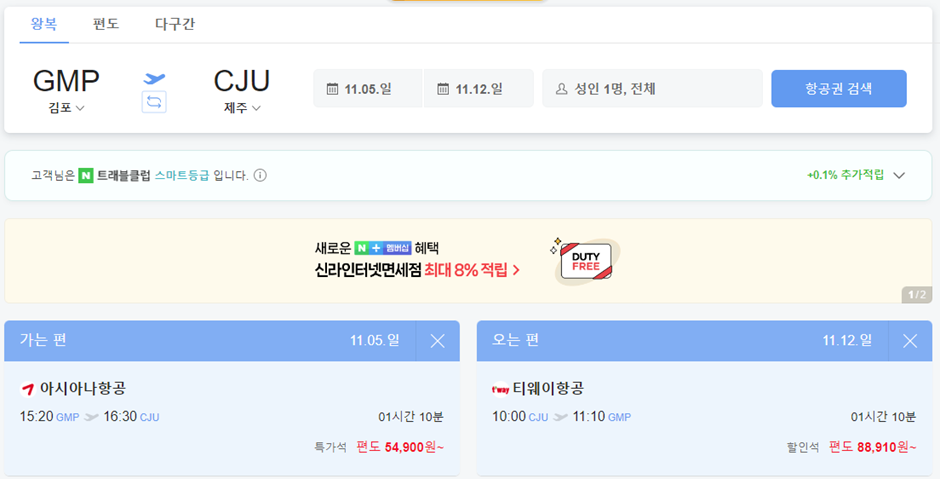 왕복 편도 다구간
GMP CJU
김포 제주
11.05.일 11.12.일 성인 1명, 전체 항공권 검색
고객님은 N 트래블클럽 스마트등급 입니다. +0.1% 추가적립
새로운 N + 멤버십 혜택
신라인터넷면세점 최대 8% 적립
DUTY
FREE
1/2
가는 편 11.05.일
아시아나항공
15:20 GMP 16:30 CJU 01시간 10분
특가석 편도 54,900원~
오는 편 11.12.일
t'way 티웨이항공
10:00 CJU 11:10 GMP 01시간 10분
할인석 편도 88,910원~